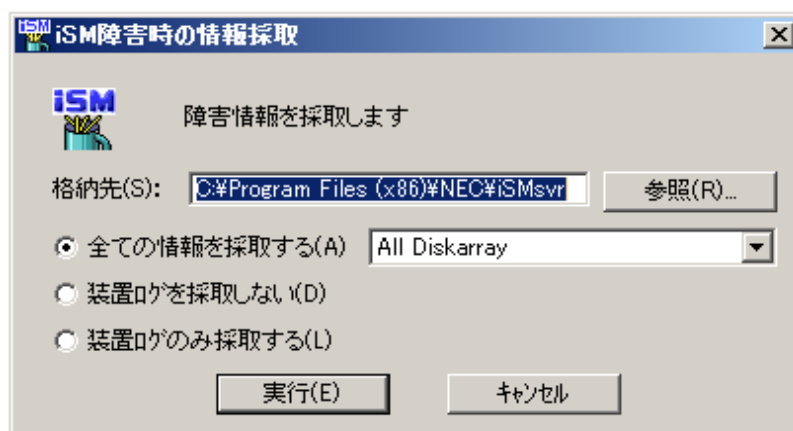 iSM iSM障害時の情報採取
iSM 障害情報を採取します
格納先(S): C:¥Program Files (x86)¥NEC¥iSMsvr 参照(R)...
全ての情報を採取する(A) All Diskarray
装置ログを採取しない(D)
装置ログのみ採取する(L)
実行(E) キャンセル